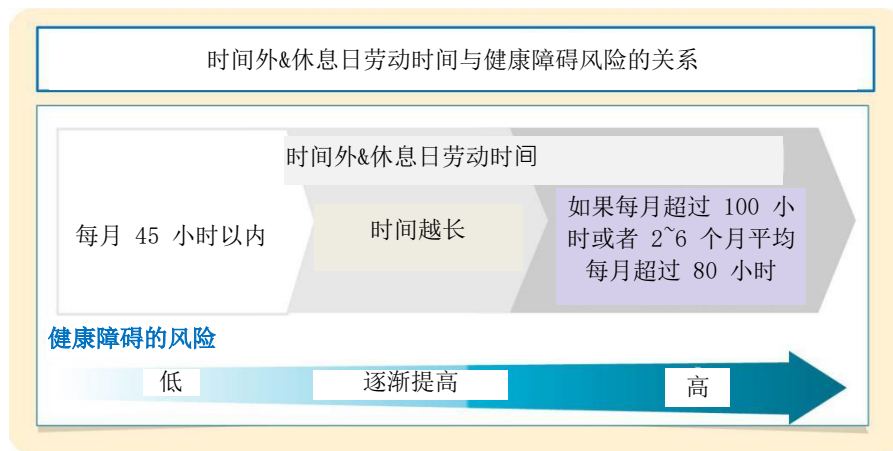 时间外&休息日劳动时间与健康障碍风险的关系
时间外&休息日劳动时间
每月 45 小时以内
时间越长
如果每月超过 100 小
时或者 2~6 个月平均
每月超过 80 小时
健康障碍的风险
低
逐渐提高
高